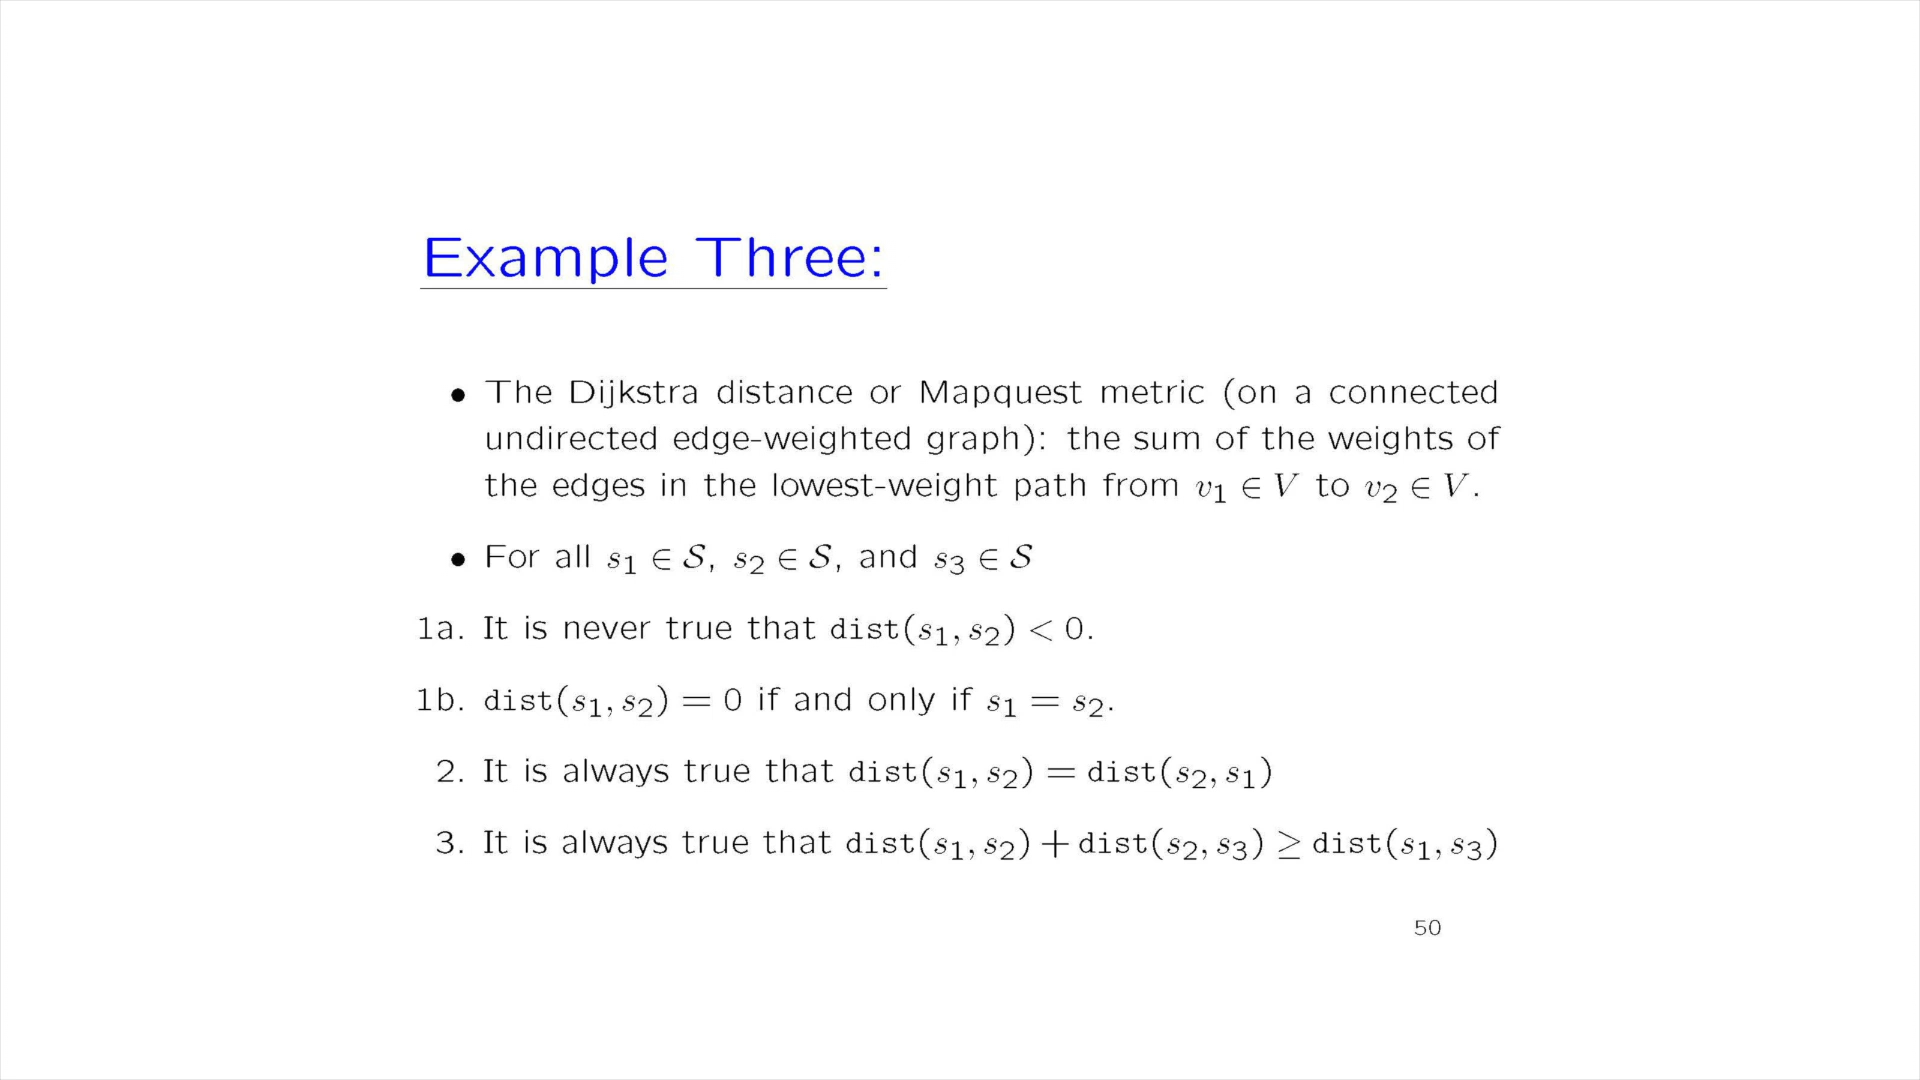 Example Three:
• The Dijkstra distance or Mapquest metric (on a connected
undirected edge-weighted graph): the sum of the weights of
the edges in the lowest-weight path from v₁ ∈ V to v₂ ∈ V.
• For all s₁ ∈ 𝒮, s₂ ∈ 𝒮, and s₃ ∈ 𝒮
1a. It is never true that dist(s₁, s₂) < 0.
1b. dist(s₁, s₂) = 0 if and only if s₁ = s₂.
2. It is always true that dist(s₁, s₂) = dist(s₂, s₁)
3. It is always true that dist(s₁, s₂) + dist(s₂, s₃) ≥ dist(s₁, s₃)
50